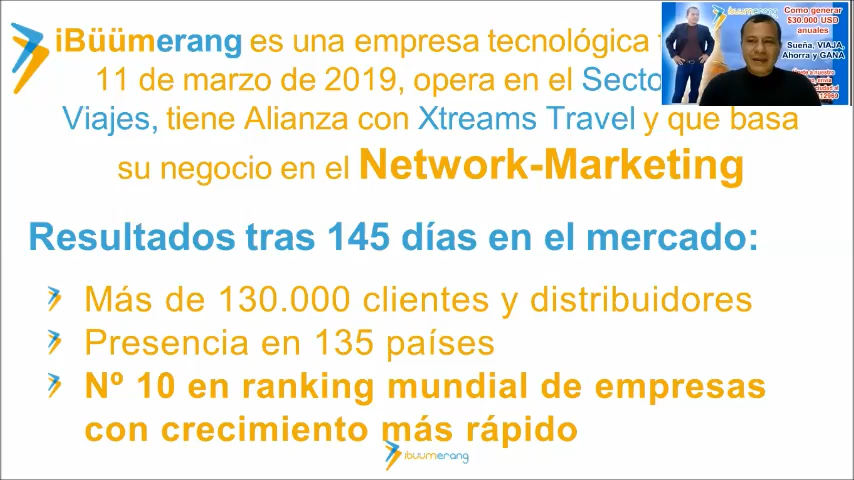 iBüümerang es una empresa tecnológica
11 de marzo de 2019, opera en el
Viajes, tiene Alianza con Xtreams Travel y que basa
su negocio en el Network-Marketing
Resultados tras 145 días en el mercado:
Más de 130.000 clientes y distribuidores
Presencia en 135 países
Nº 10 en ranking mundial de empresas
con crecimiento más rápido
ibuumerang
ibuumerang
Como generar
$30.000 USD
anuales
Sueña, VIAJA,
Ahorra y GANA